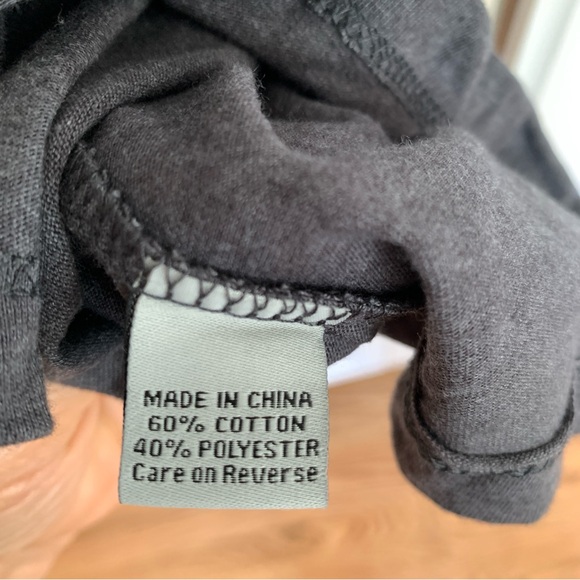 MADE IN CHINA
60% COTTON
40% POLYESTER
Care on Reverse